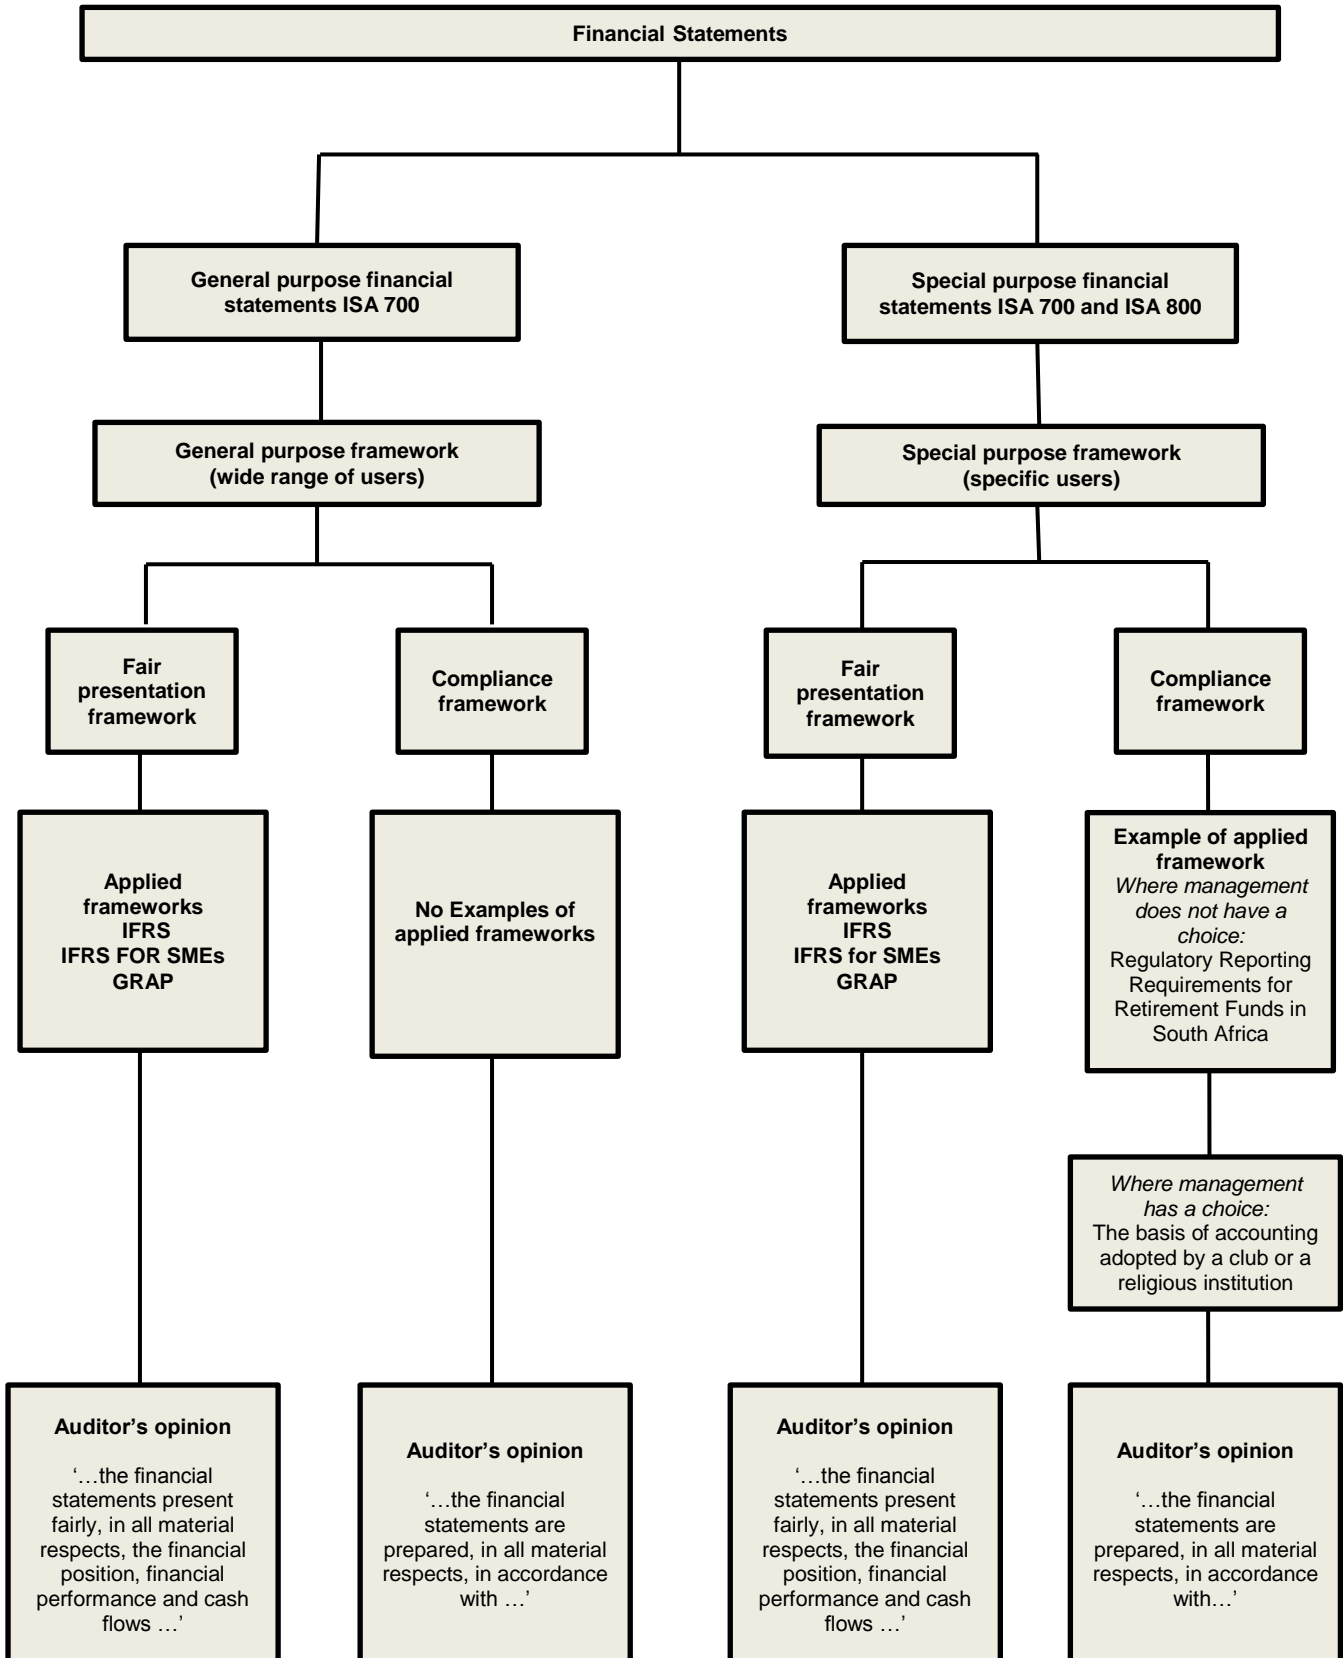 Financial Statements
General purpose financial
statements ISA 700
Special purpose financial
statements ISA 700 and ISA 800
General purpose framework
(wide range of users)
Special purpose framework
(specific users)
Fair
presentation
framework
Compliance
framework
Fair
presentation
framework
Compliance
framework
Applied
frameworks
IFRS
IFRS FOR SMEs
GRAP
No Examples of
applied frameworks
Applied
frameworks
IFRS
IFRS for SMEs
GRAP
Example of applied
framework
Where management
does not have a
choice:
Regulatory Reporting
Requirements for
Retirement Funds in
South Africa
Where management
has a choice:
The basis of accounting
adopted by a club or a
religious institution
Auditor’s opinion
‘…the financial
statements present
fairly, in all material
respects, the financial
position, financial
performance and cash
flows …’
Auditor’s opinion
‘…the financial
statements are
prepared, in all material
respects, in accordance
with …’
Auditor’s opinion
‘…the financial
statements present
fairly, in all material
respects, the financial
position, financial
performance and cash
flows …’
Auditor’s opinion
‘…the financial
statements are
prepared, in all material
respects, in accordance
with…’